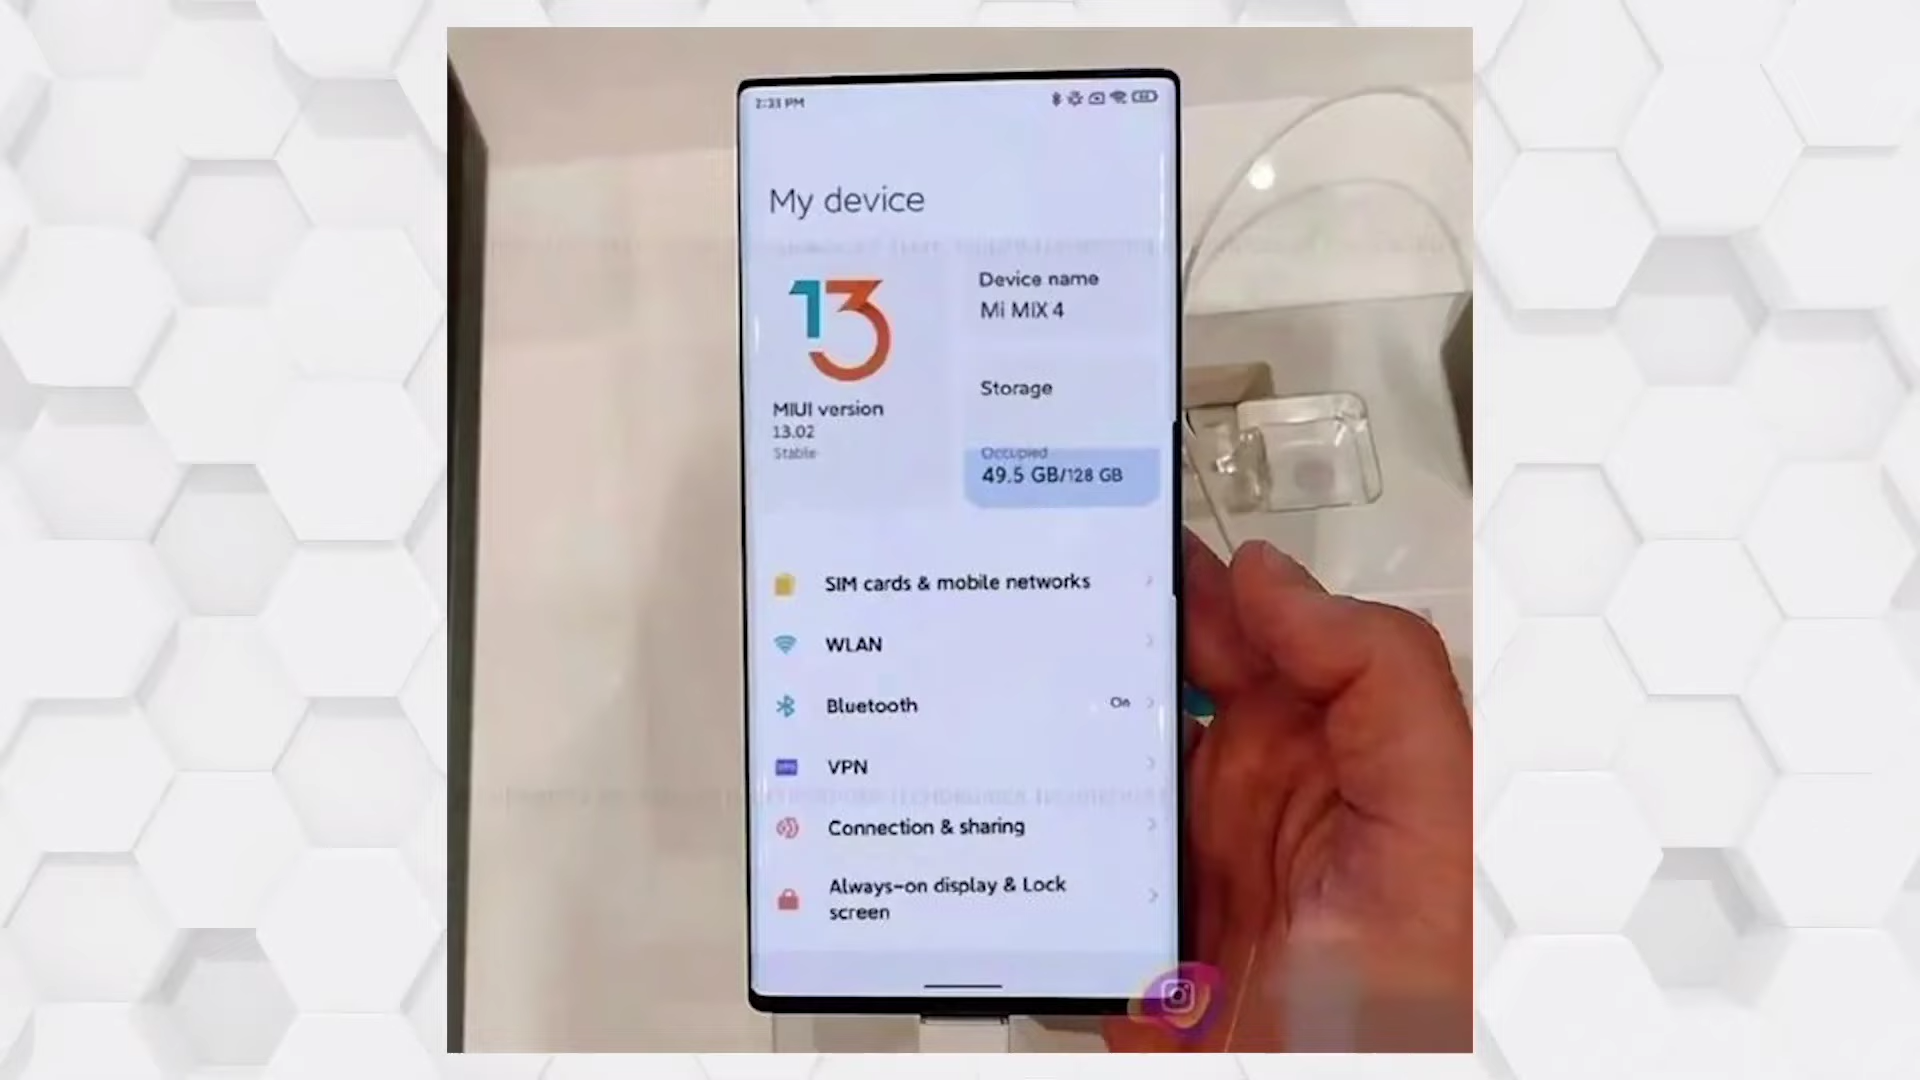 2:33 PM
My device
13
Device name
Mi MIX 4
MIUI version
13.02
Stable
Storage
Occupied
49.5 GB/128 GB
SIM cards & mobile networks
WLAN
Bluetooth
On
VPN
Connection & sharing
Always-on display & Lock
screen